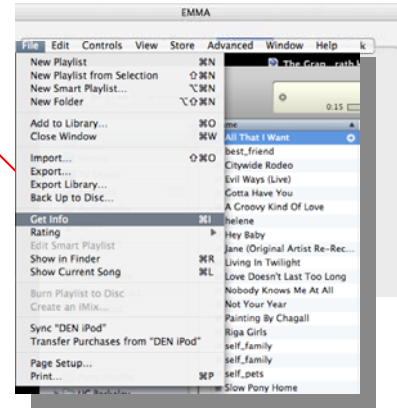 EMMA
File Edit Controls View Store Advanced Window Help k
New Playlist ⌘N
New Playlist from Selection ⇧⌘N
New Smart Playlist... ⌥⌘N
New Folder ⌥⇧⌘N
Add to Library... ⌘O
Close Window ⌘W
Import... ⇧⌘O
Export...
Export Library...
Back Up to Disc...
Get Info ⌘I
Rating
Edit Smart Playlist
Show in Finder ⌘R
Show Current Song ⌘L
Burn Playlist to Disc
Create an iMix...
Sync "DEN iPod"
Transfer Purchases from "DEN iPod"
Page Setup...
Print... ⌘P
UC Berkeley
The Grap
0:15
me
All That I Want
best_friend
Citywide Rodeo
Evil Ways (Live)
Gotta Have You
A Groovy Kind Of Love
helene
Hey Baby
Jane (Original Artist Re-Rec...
Living In Twilight
Love Doesn't Last Too Long
Nobody Knows Me At All
Not Your Year
Painting By Chagall
Riga Girls
self_family
self_family
self_pets
Slow Pony Home